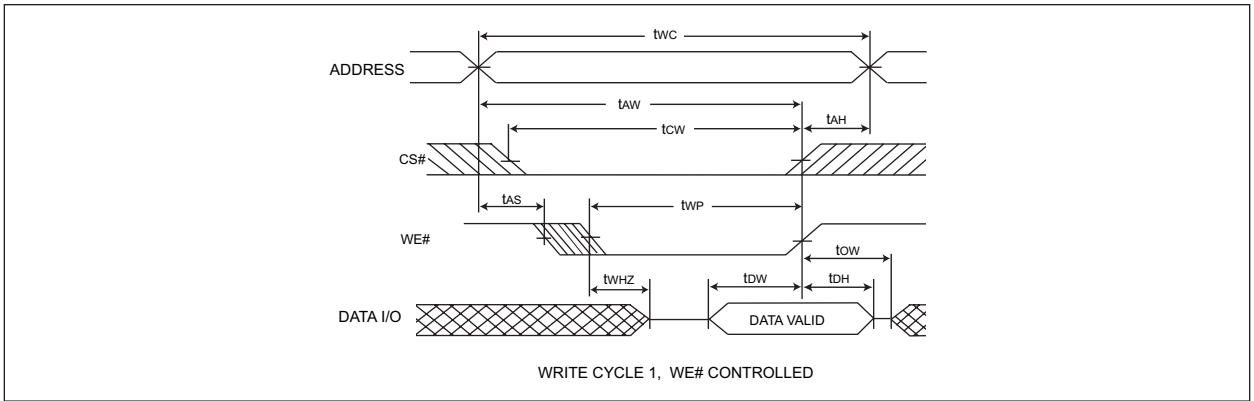 tWC
ADDRESS
tAW
tCW
tAH
CS#
tAS
tWP
WE#
tOW
tWHZ
tDW
tDH
DATA I/O
DATA VALID
WRITE CYCLE 1, WE# CONTROLLED